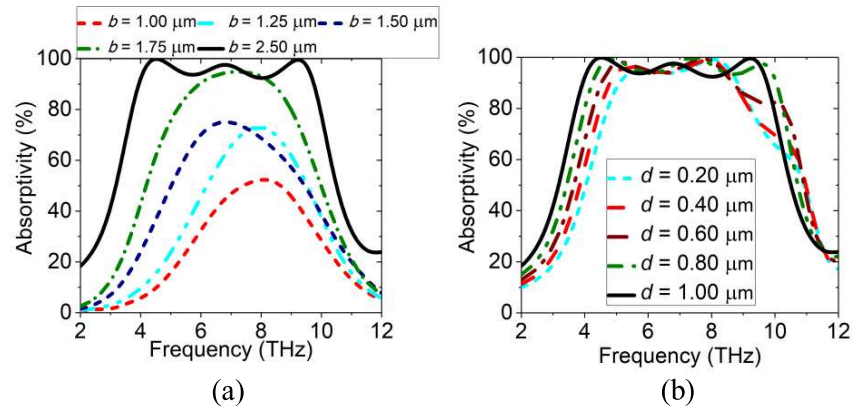 b = 1.00 μm b = 1.25 μm b = 1.50 μm
b = 1.75 μm b = 2.50 μm
100
80
60
40
20
0
Absorptivity (%)
2 4 6 8 10 12
Frequency (THz)
(a)
100
80
60
40
20
0
Absorptivity (%)
d = 0.20 μm
d = 0.40 μm
d = 0.60 μm
d = 0.80 μm
d = 1.00 μm
2 4 6 8 10 12
Frequency (THz)
(b)